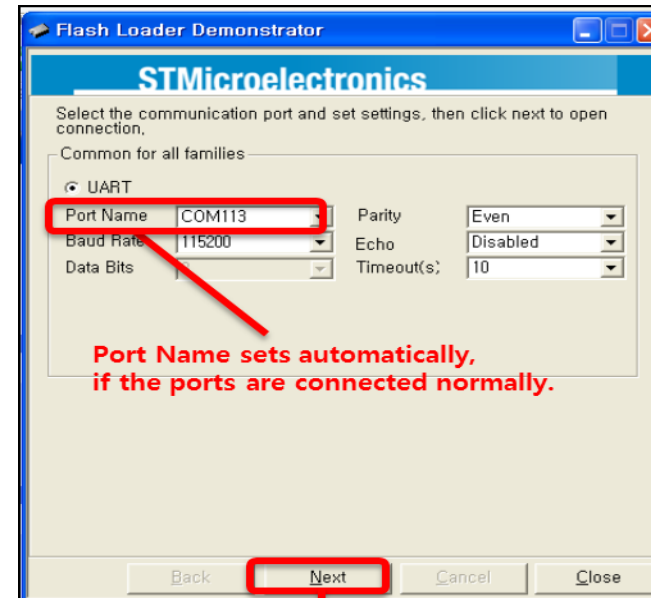 Flash Loader Demonstrator
STMicroelectronics
Select the communication port and set settings, then click next to open
connection,
Common for all families
UART
Port Name COM113 Parity Even
Baud Rate 115200 Echo Disabled
Data Bits Timeout(s) 10
Port Name sets automatically,
if the ports are connected normally.
Back Next Cancel Close